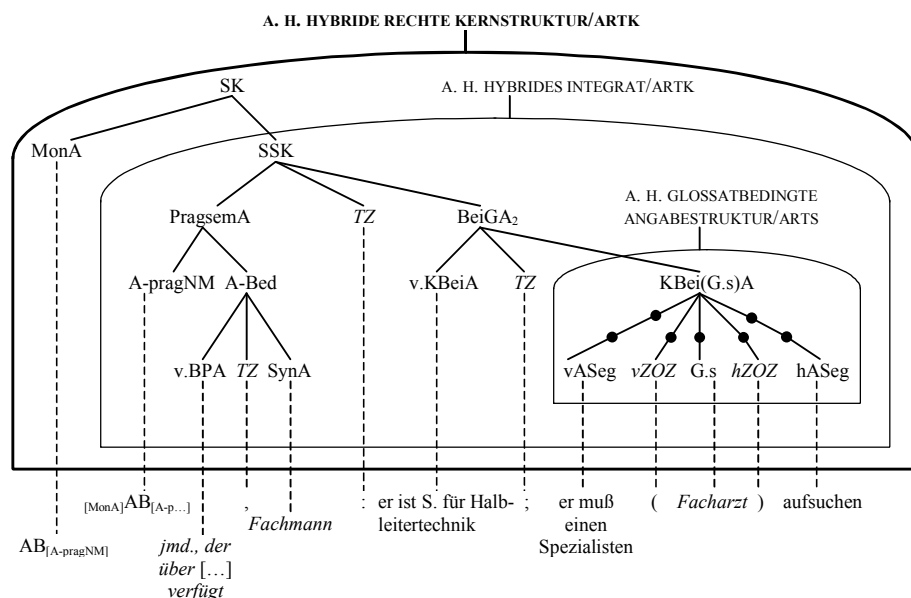 A. H. HYBRIDE RECHTE KERNSTRUKTUR/ARTK
SK
A. H. HYBRIDES INTEGRAT/ARTK
MonA
SSK
A. H. GLOSSATBEDINGTE
ANGABESTRUKTUR/ARTS
PragsemA TZ BeiGA₂
A-pragNM A-Bed v.KBeiA TZ KBei(G.s)A
v.BPA TZ SynA vASeg vZOZ G.s hZOZ hASeg
[MonA]AB[A-p…] , : er ist S. für Halb- ; er muß ( Facharzt ) aufsuchen
Fachmann leitertechnik einen
AB[A-pragNM] jmd., der Spezialisten
über […]
verfügt